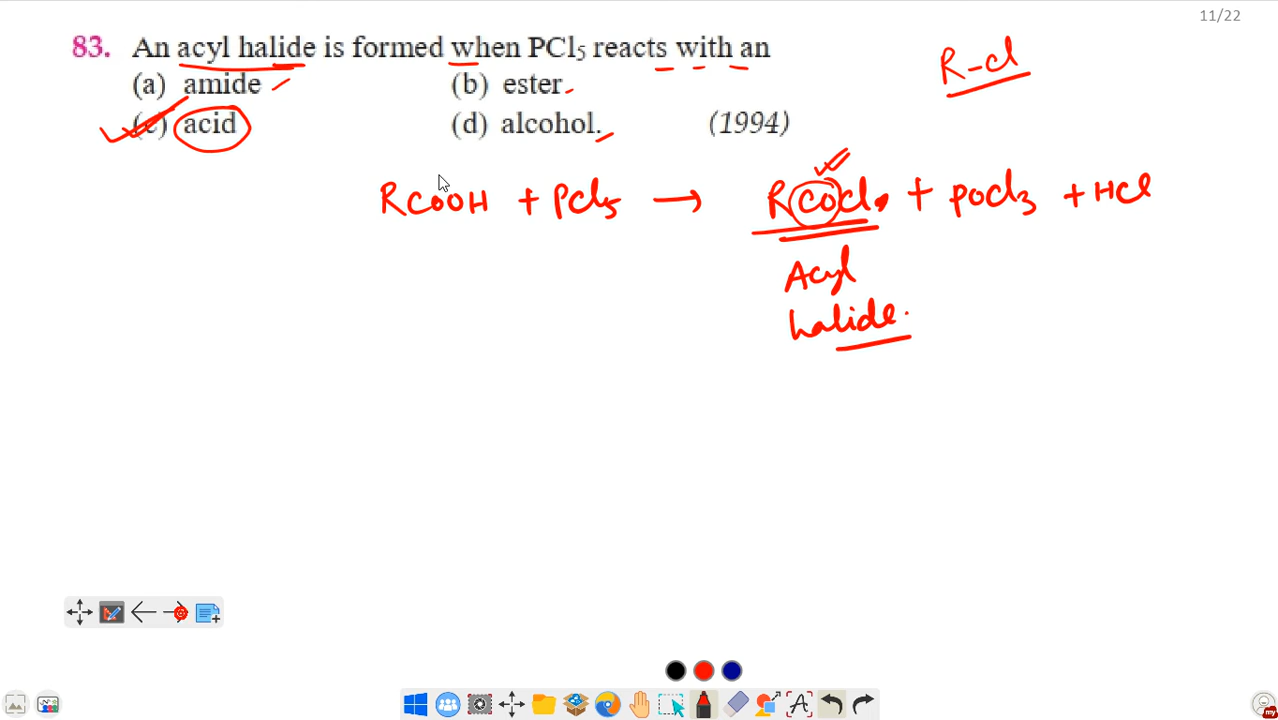 11/22
83. An acyl halide is formed when PCl₅ reacts with an
R-cl
(a) amide (b) ester
(c) acid (d) alcohol. (1994)
RCOOH + PCl₅ → RCOCl + POCl₃ + HCl
Acyl
halide.